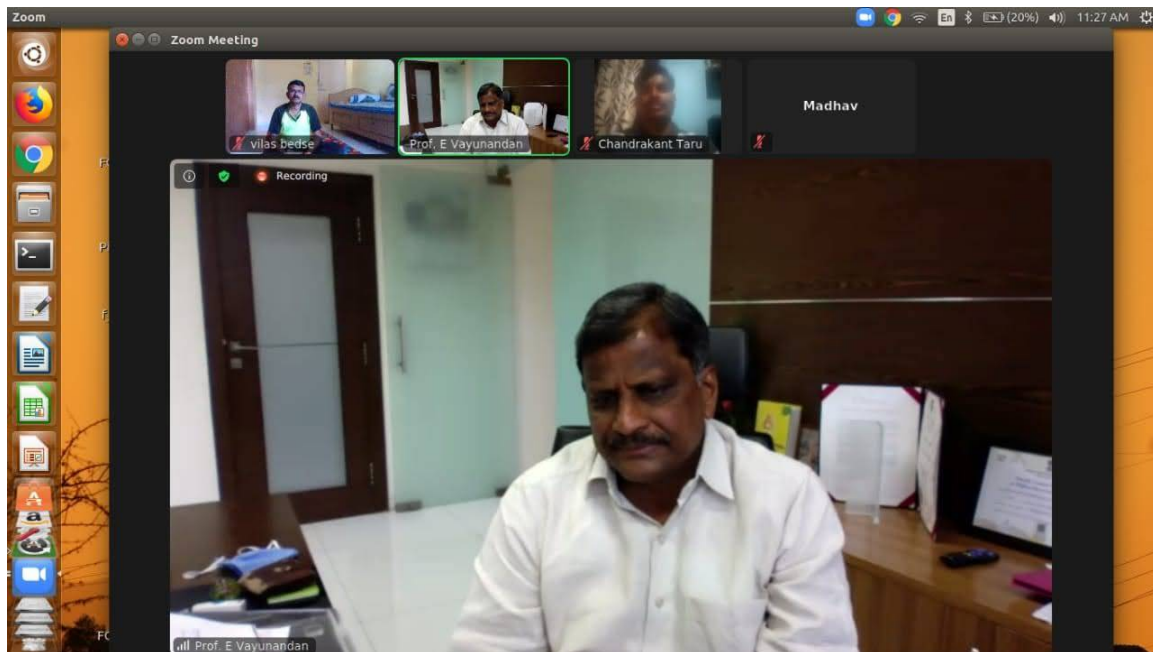 Zoom
En
(20%)
11:27 AM
Zoom Meeting
vilas bedse
Prof. E Vayunandan
Chandrakant Taru
Madhav
Recording
Prof. E Vayunandan